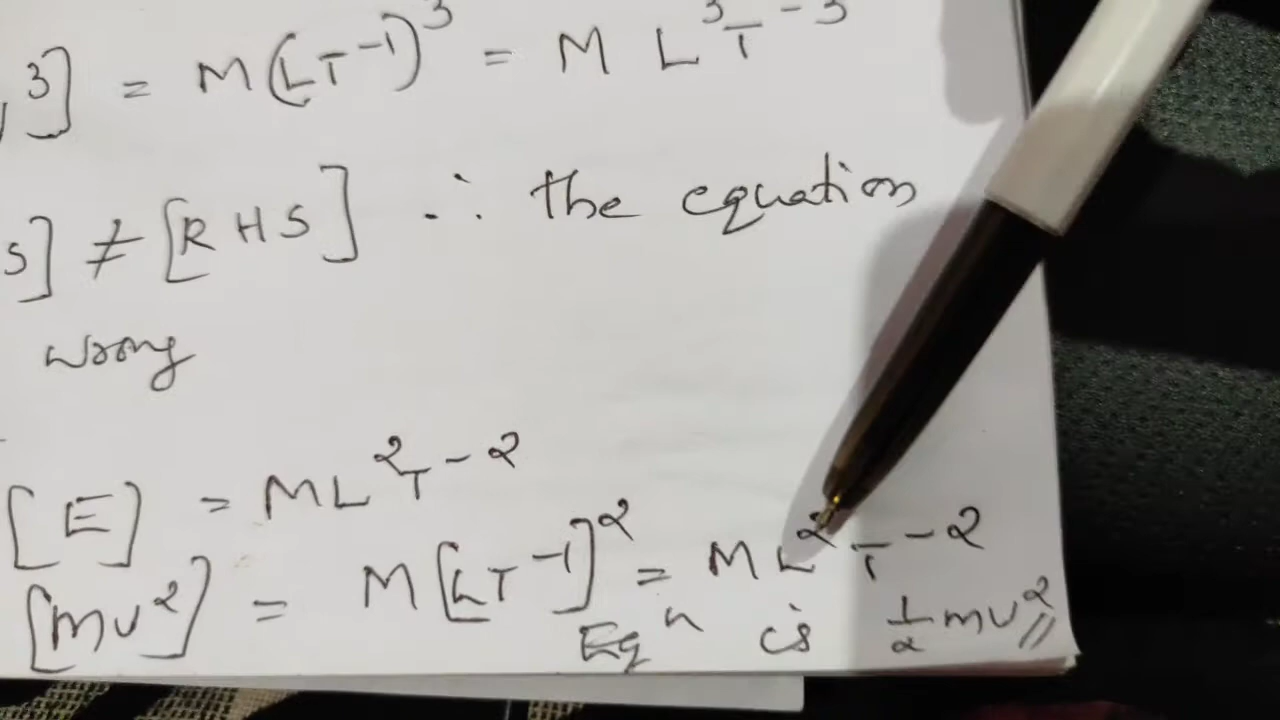 3] = M(LT⁻¹)³ = M L³T⁻³
S] ≠ [RHS] ∴ the equation
wrong
[E] = ML²T⁻²
[mv²] = M[LT⁻¹]² = ML²T⁻²
Eqⁿ is ½mv²//